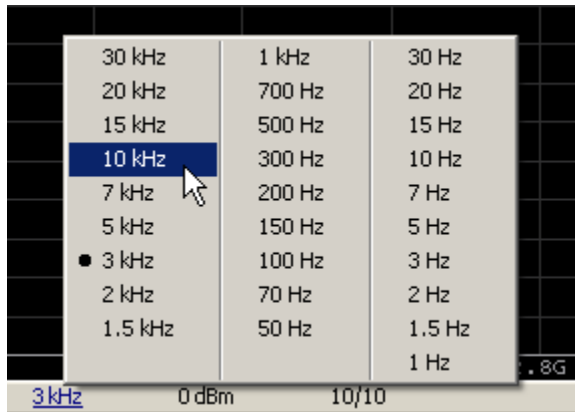 30 kHz
20 kHz
15 kHz
10 kHz
7 kHz
5 kHz
3 kHz
2 kHz
1.5 kHz
1 kHz
700 Hz
500 Hz
300 Hz
200 Hz
150 Hz
100 Hz
70 Hz
50 Hz
30 Hz
20 Hz
15 Hz
10 Hz
7 Hz
5 Hz
3 Hz
2 Hz
1.5 Hz
1 Hz
.8G
3 kHz 0 dBm 10/10